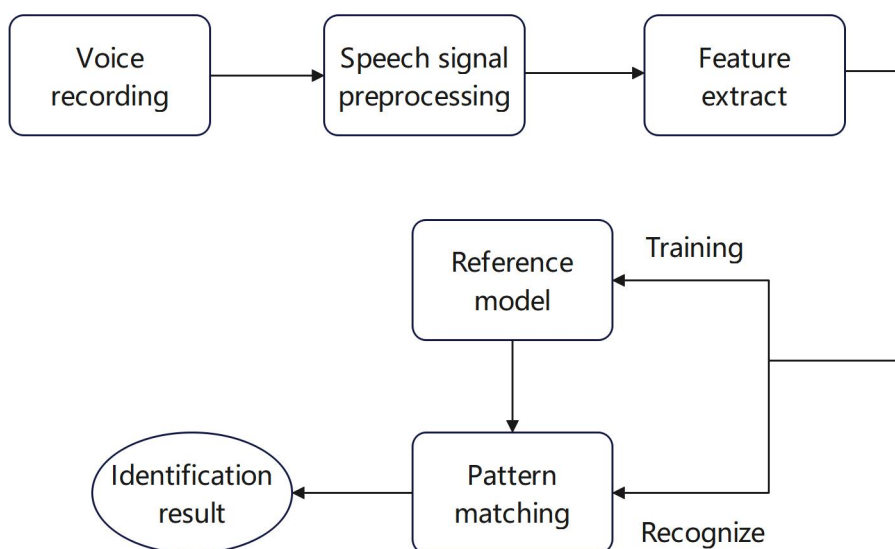 Voice
recording
Speech signal
preprocessing
Feature
extract
Reference
model
Training
Pattern
matching
Recognize
Identification
result